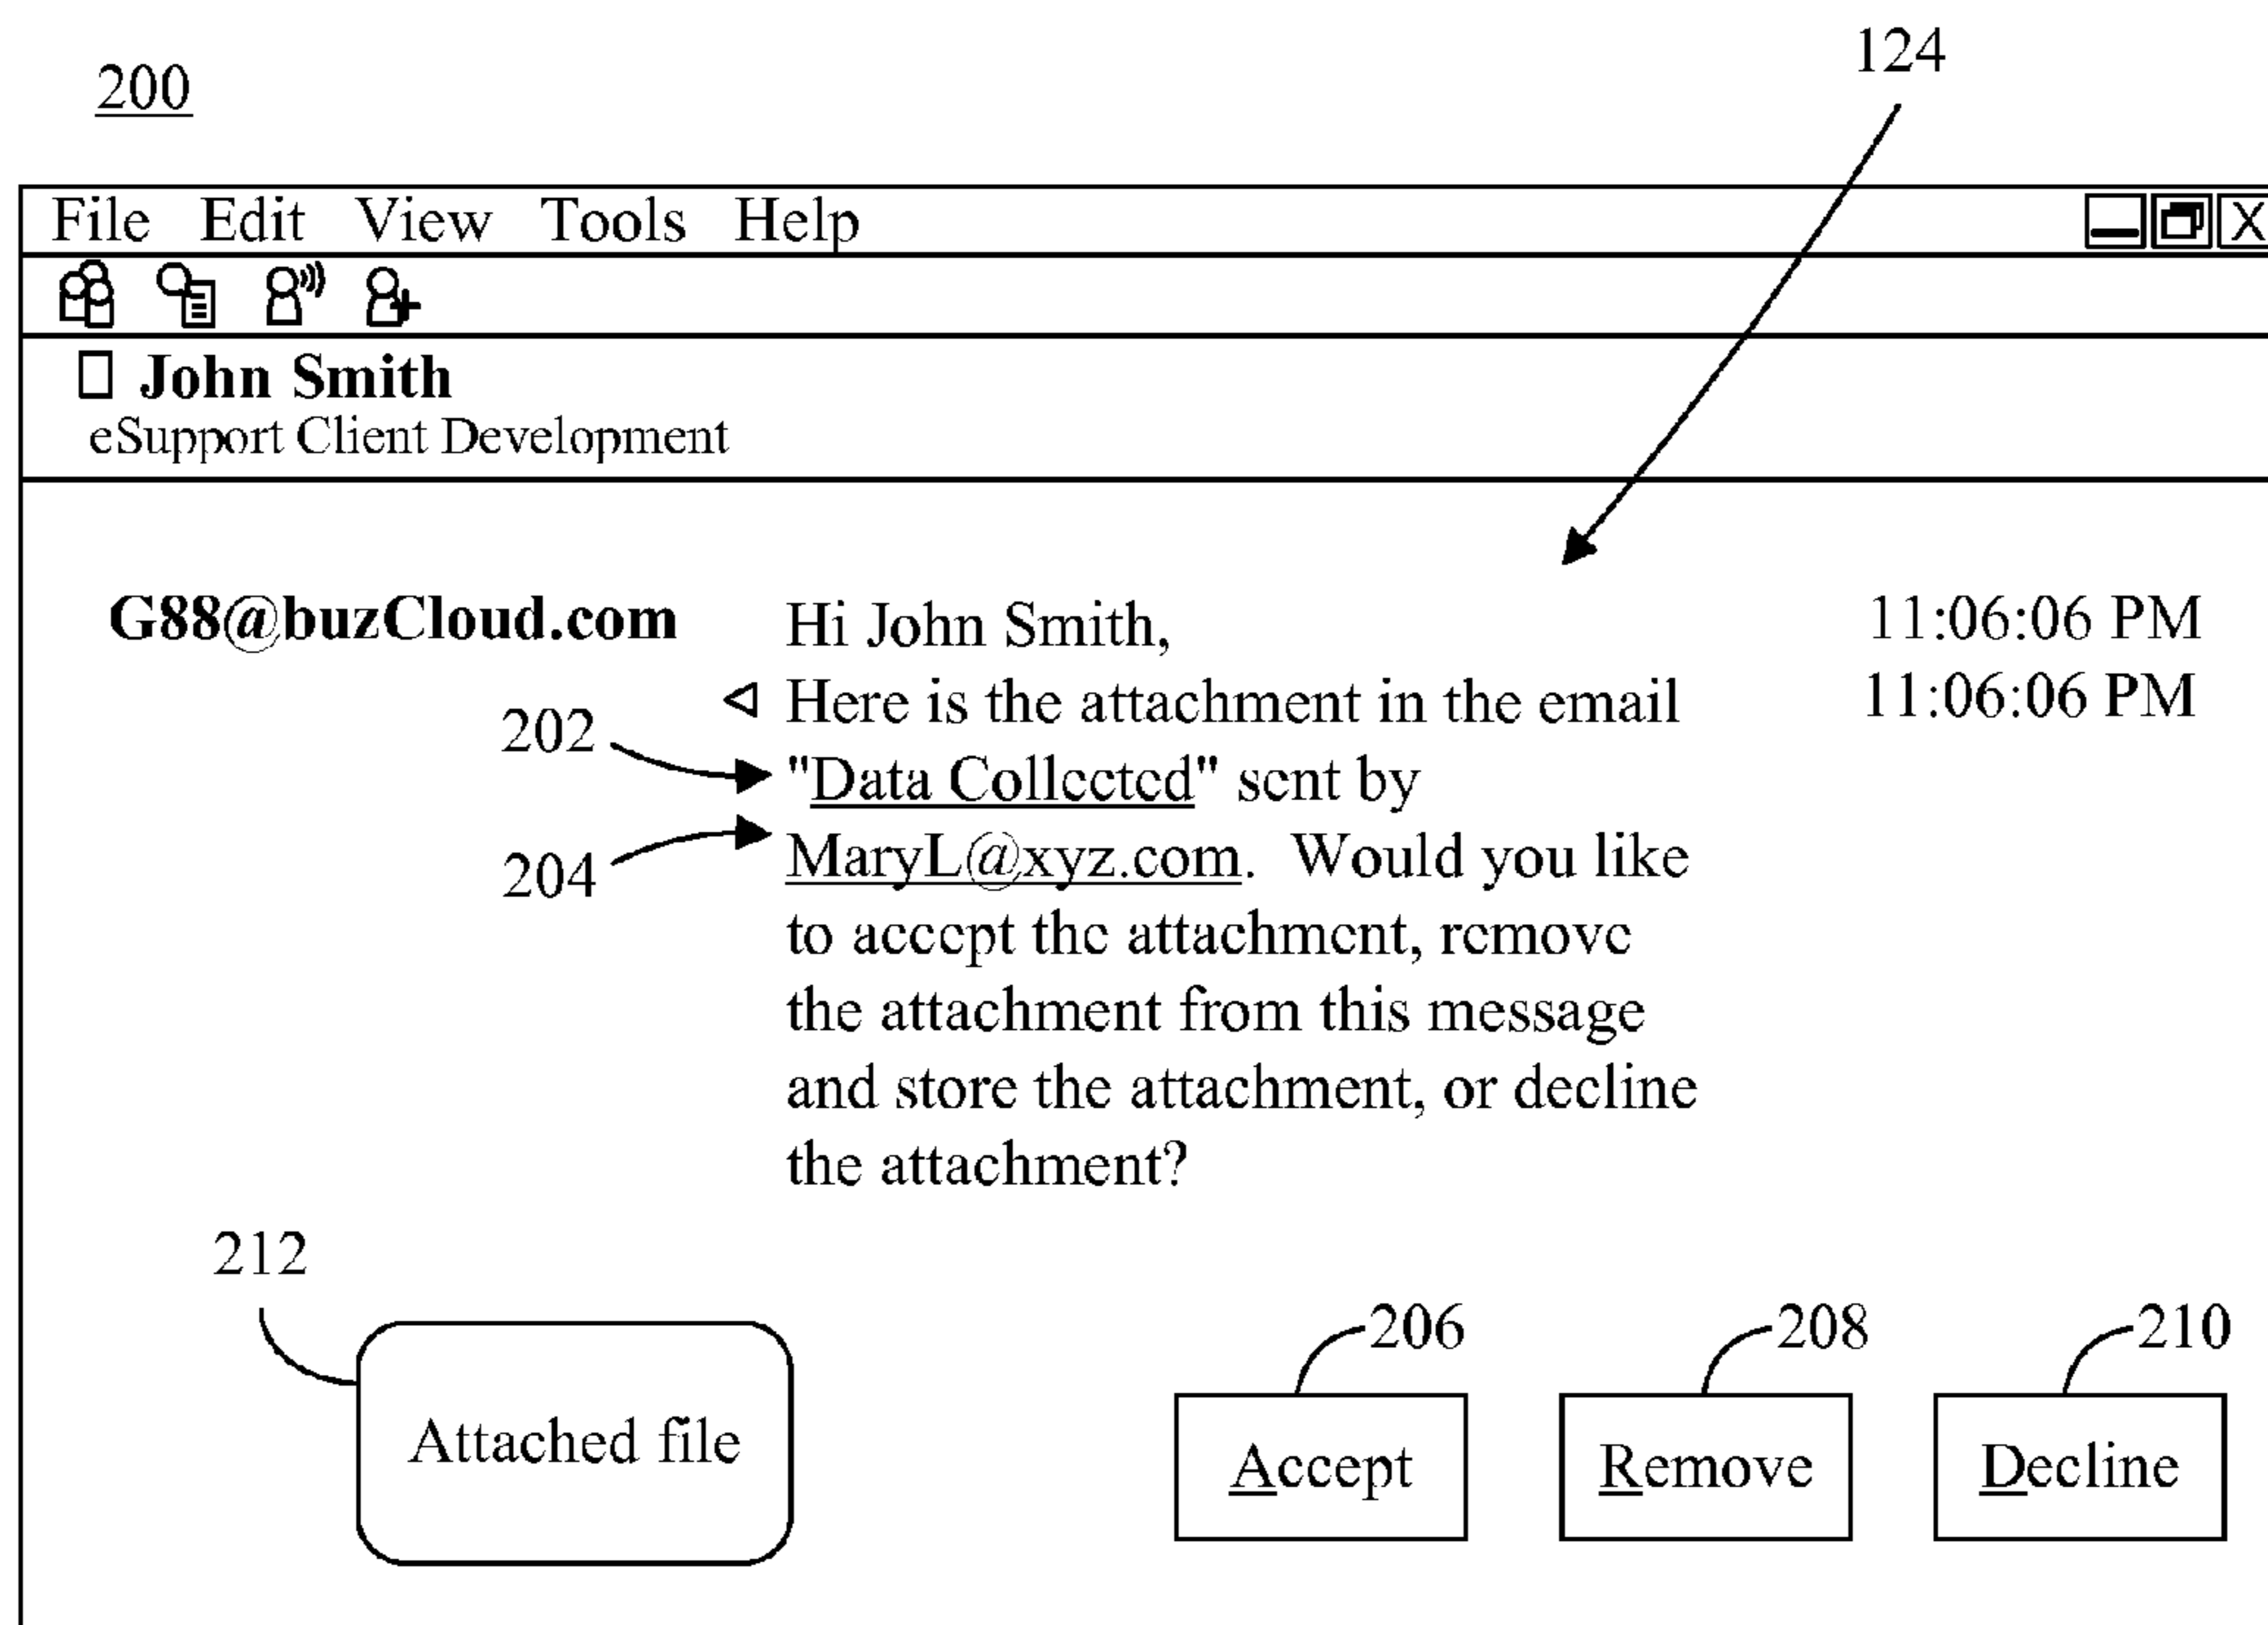 200
124
File Edit View Tools Help
X
John Smith
eSupport Client Development
G88@buzCloud.com Hi John Smith, 11:06:06 PM
Here is the attachment in the email 11:06:06 PM
202 "Data Collected" sent by
204 MaryL@xyz.com. Would you like
to accept the attachment, remove
the attachment from this message
and store the attachment, or decline
the attachment?
212
206 208 210
Attached file Accept Remove Decline